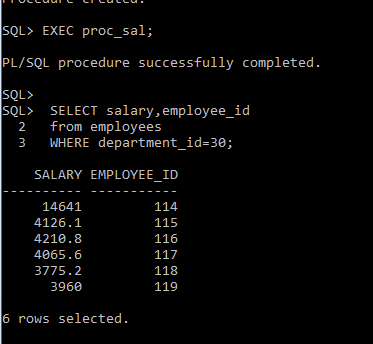 Procedure created.
SQL> EXEC proc_sal;
PL/SQL procedure successfully completed.
SQL>
SQL>  SELECT salary,employee_id
  2   from employees
  3   WHERE department_id=30;
    SALARY EMPLOYEE_ID
---------- -----------
     14641         114
    4126.1         115
    4210.8         116
    4065.6         117
    3775.2         118
      3960         119
6 rows selected.